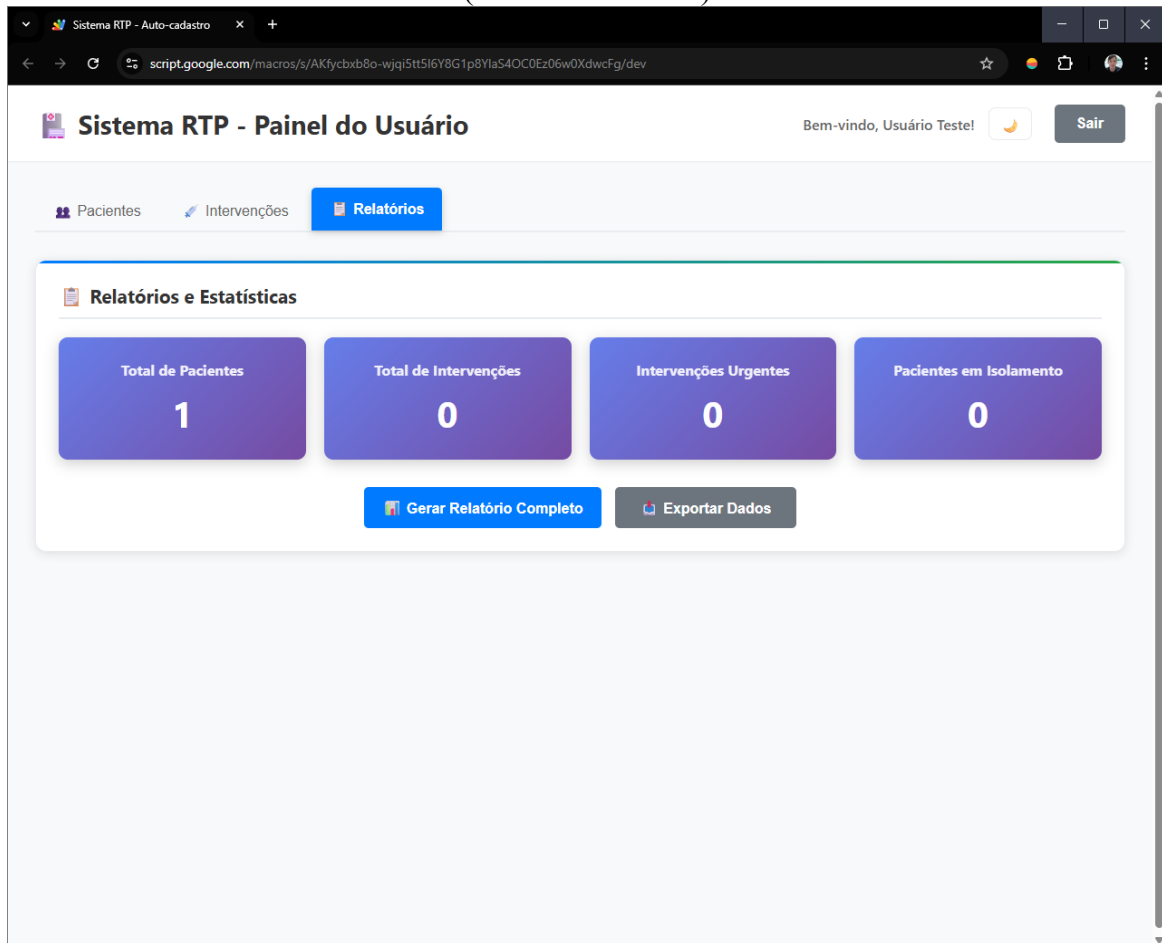 Sistema RTP - Auto-cadastro
script.google.com/macros/s/AKfycbxb8o-wjqi5tt5I6Y8G1p8YlaS4OC0Ez06w0XdwcFg/dev
Sistema RTP - Painel do Usuário
Bem-vindo, Usuário Teste!
Sair
Pacientes
Intervenções
Relatórios
Relatórios e Estatísticas
Total de Pacientes
1
Total de Intervenções
0
Intervenções Urgentes
0
Pacientes em Isolamento
0
Gerar Relatório Completo
Exportar Dados